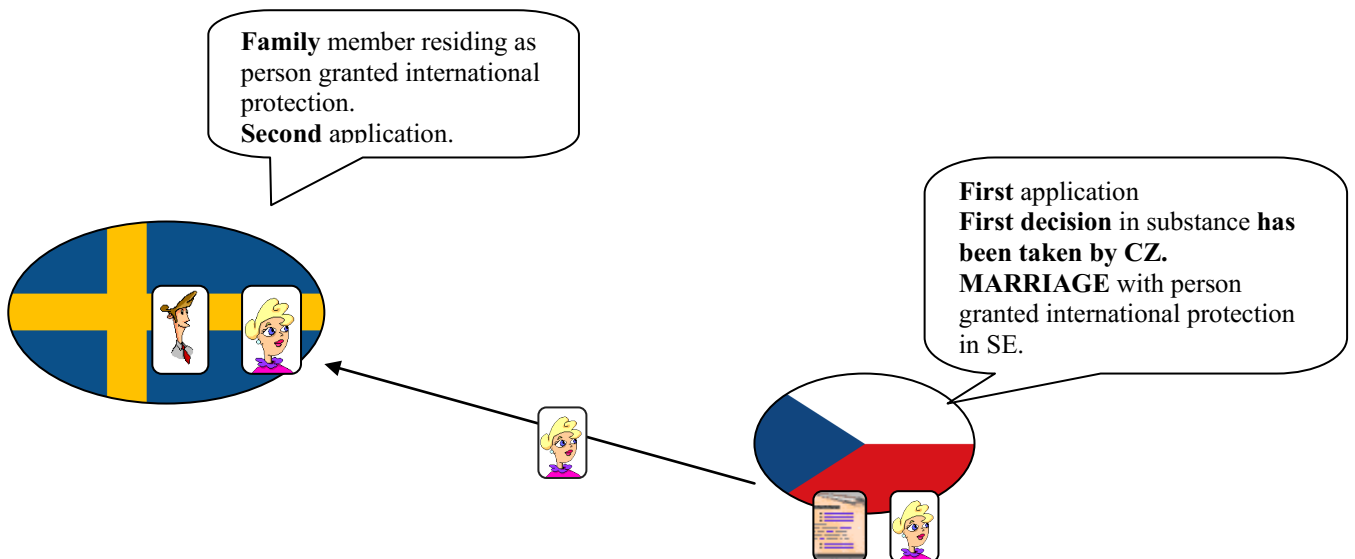 Family member residing as
person granted international
protection.
Second application.
First application
First decision in substance has
been taken by CZ.
MARRIAGE with person
granted international protection
in SE.